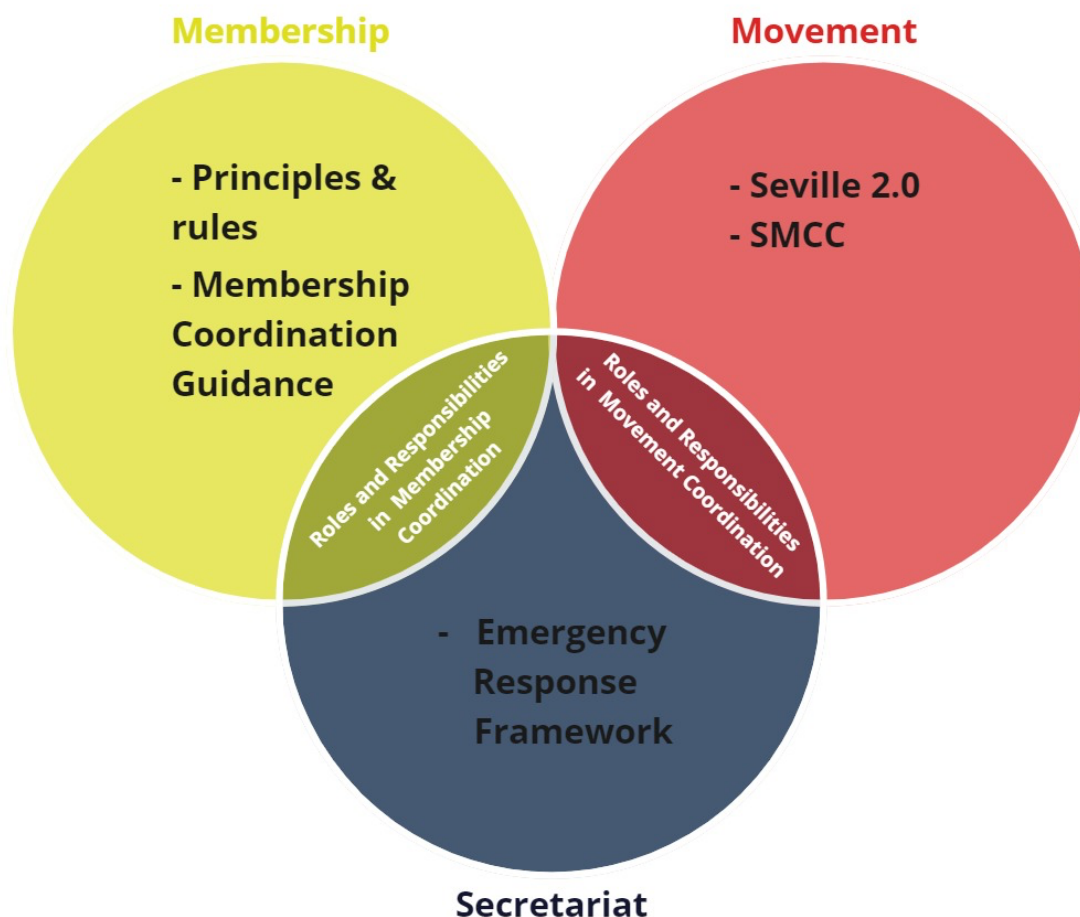 Membership
Movement
- Principles &
rules
- Membership
Coordination
Guidance
- Seville 2.0
- SMCC
Roles and Responsibilities
in Membership
Coordination
Roles and Responsibilities
in Movement Coordination
- Emergency
Response
Framework
Secretariat